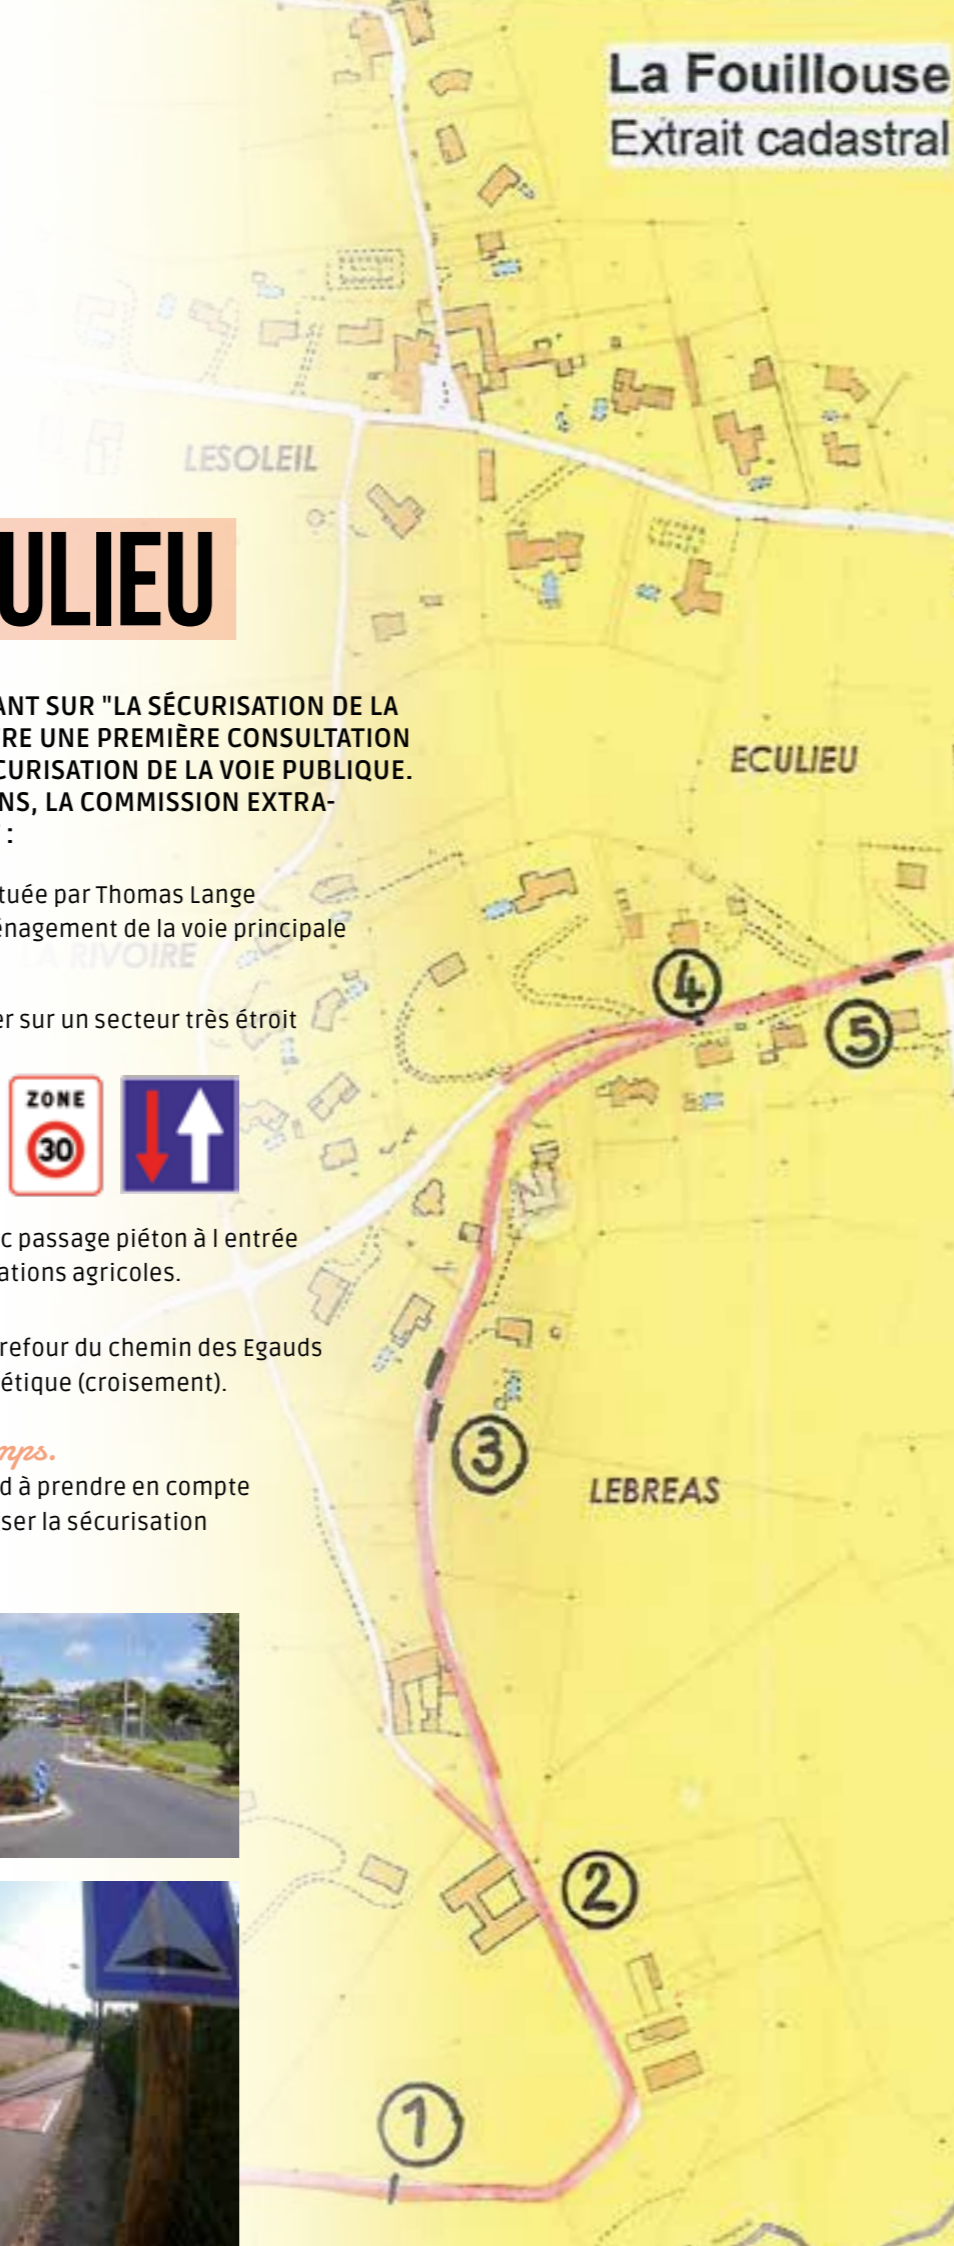 La Fouillouse
Extrait cadastral
LESOLEIL
ULIEU
ANT SUR "LA SÉCURISATION DE LA
RE UNE PREMIÈRE CONSULTATION
CURISATION DE LA VOIE PUBLIQUE.
NS, LA COMMISSION EXTRA-
:
ECULIEU
tuée par Thomas Lange
énagement de la voie principale
LA RIVOIRE
er sur un secteur très étroit
4
5
ZONE
30
c passage piéton à l entrée
ations agricoles.
refour du chemin des Egauds
étique (croisement).
mps.
d à prendre en compte
ser la sécurisation
3
LEBREAS
2
1